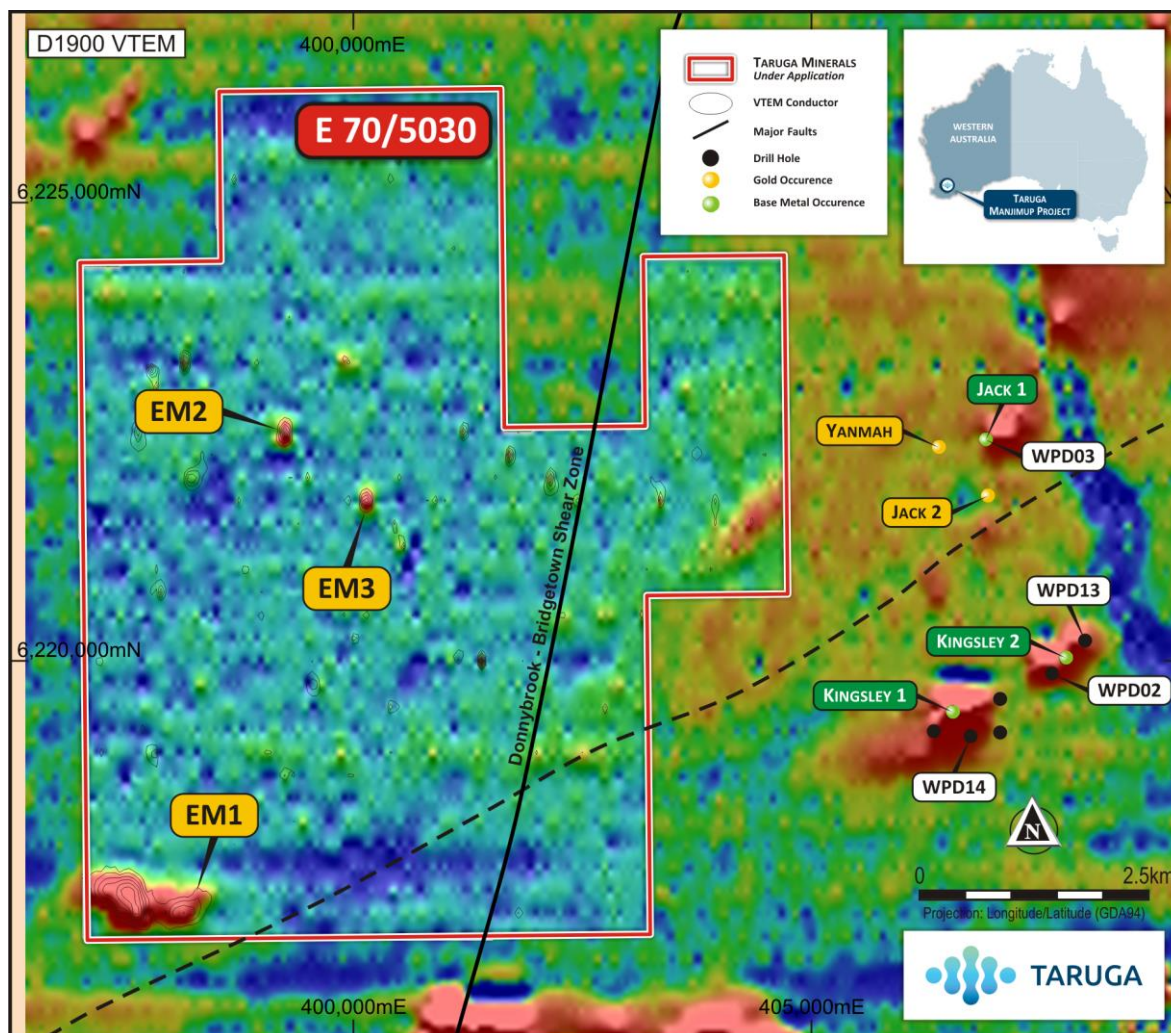 D1900 VTEM
400,000mE
6,225,000mN
E 70/5030
TARUGA MINERALS
Under Application
VTEM CONDUCTOR
MAJOR FAULTS
DRILL HOLE
GOLD OCCURENCE
BASE METAL OCCURENCE
WESTERN
AUSTRALIA
TARUGA
MANJIMUP PROJECT
EM2
EM3
Donnybrook - Bridgetown Shear Zone
JACK 1
YANMAH
WPD03
JACK 2
WPD13
6,220,000mN
KINGSLEY 2
WPD02
KINGSLEY 1
WPD14
EM1
N
0
2.5km
Projection: Longitude/Latitude (GDA94)
400,000mE
405,000mE
TARUGA